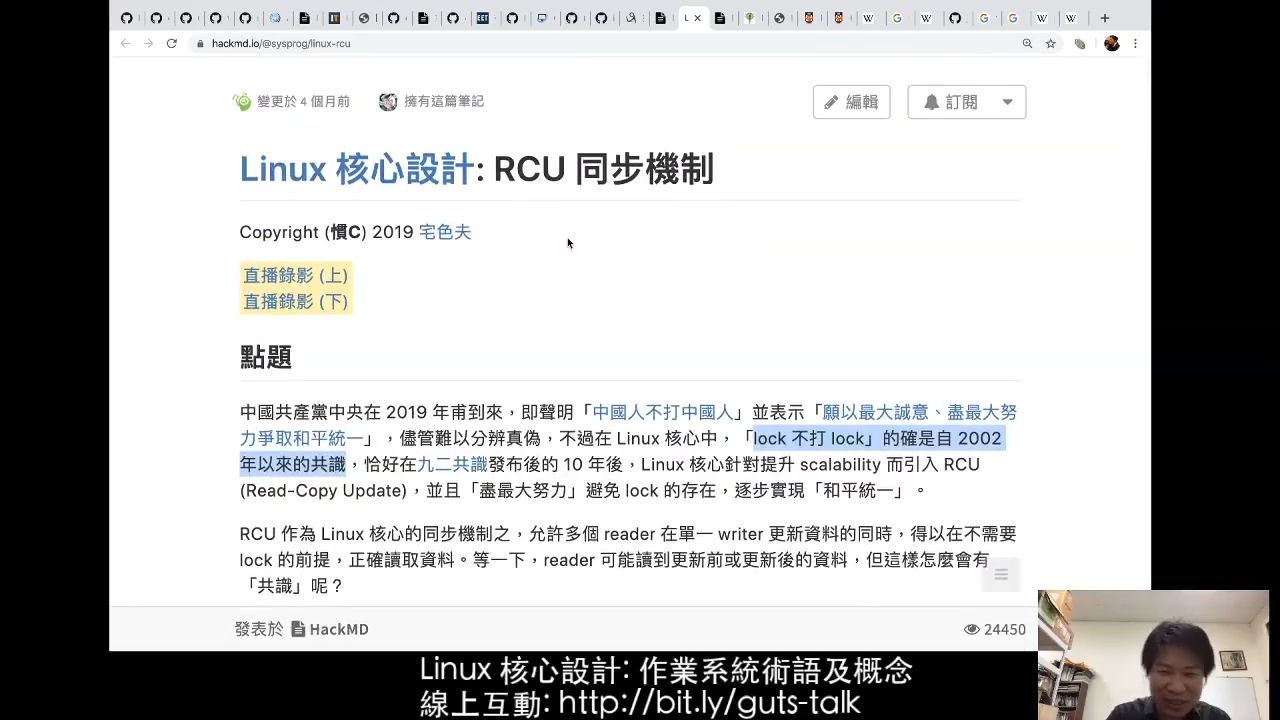 hackmd.io/@sysprog/linux-rcu
變更於 4 個月前 擁有這篇筆記
編輯 訂閱
Linux 核心設計: RCU 同步機制
Copyright (慣C) 2019 宅色夫
直播錄影 (上)
直播錄影 (下)
點題
中國共產黨中央在 2019 年甫到來，即聲明「中國人不打中國人」並表示「願以最大誠意、盡最大努
力爭取和平統一」，儘管難以分辨真偽，不過在 Linux 核心中，「lock 不打 lock」的確是自 2002
年以來的共識，恰好在九二共識發布後的 10 年後，Linux 核心針對提升 scalability 而引入 RCU
(Read-Copy Update)，並且「盡最大努力」避免 lock 的存在，逐步實現「和平統一」。
RCU 作為 Linux 核心的同步機制之，允許多個 reader 在單一 writer 更新資料的同時，得以在不需要
lock 的前提，正確讀取資料。等一下，reader 可能讀到更新前或更新後的資料，但這樣怎麼會有
「共識」呢？
發表於 HackMD 24450
Linux 核心設計: 作業系統術語及概念
線上互動: http://bit.ly/guts-talk